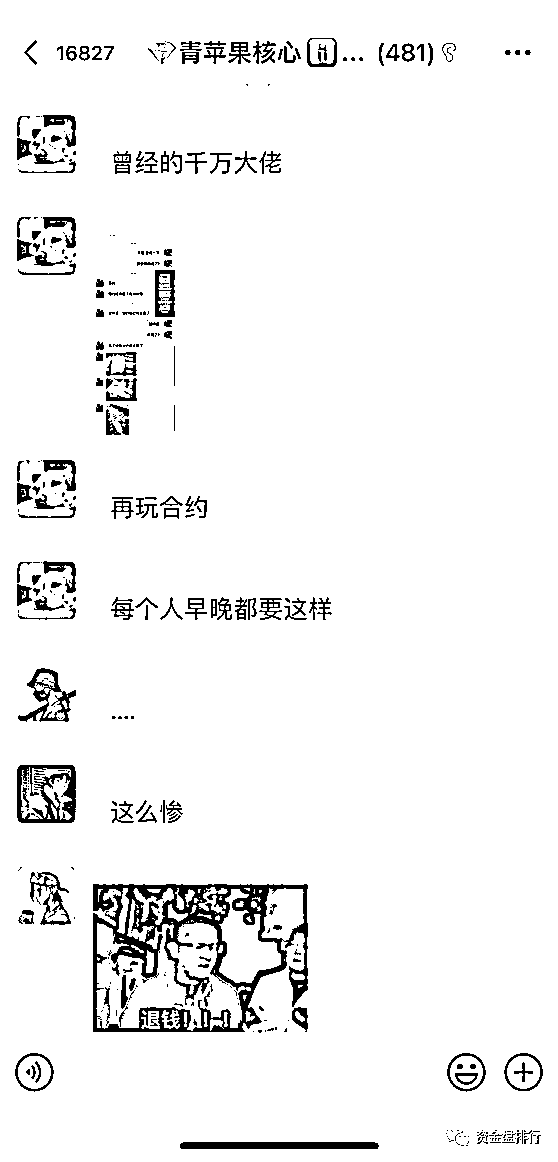 16827 青苹果核心 ... (481)
曾经的千万大佬
再玩合约
每个人早晚都要这样
....
这么惨
退钱！！！
资金盘排行